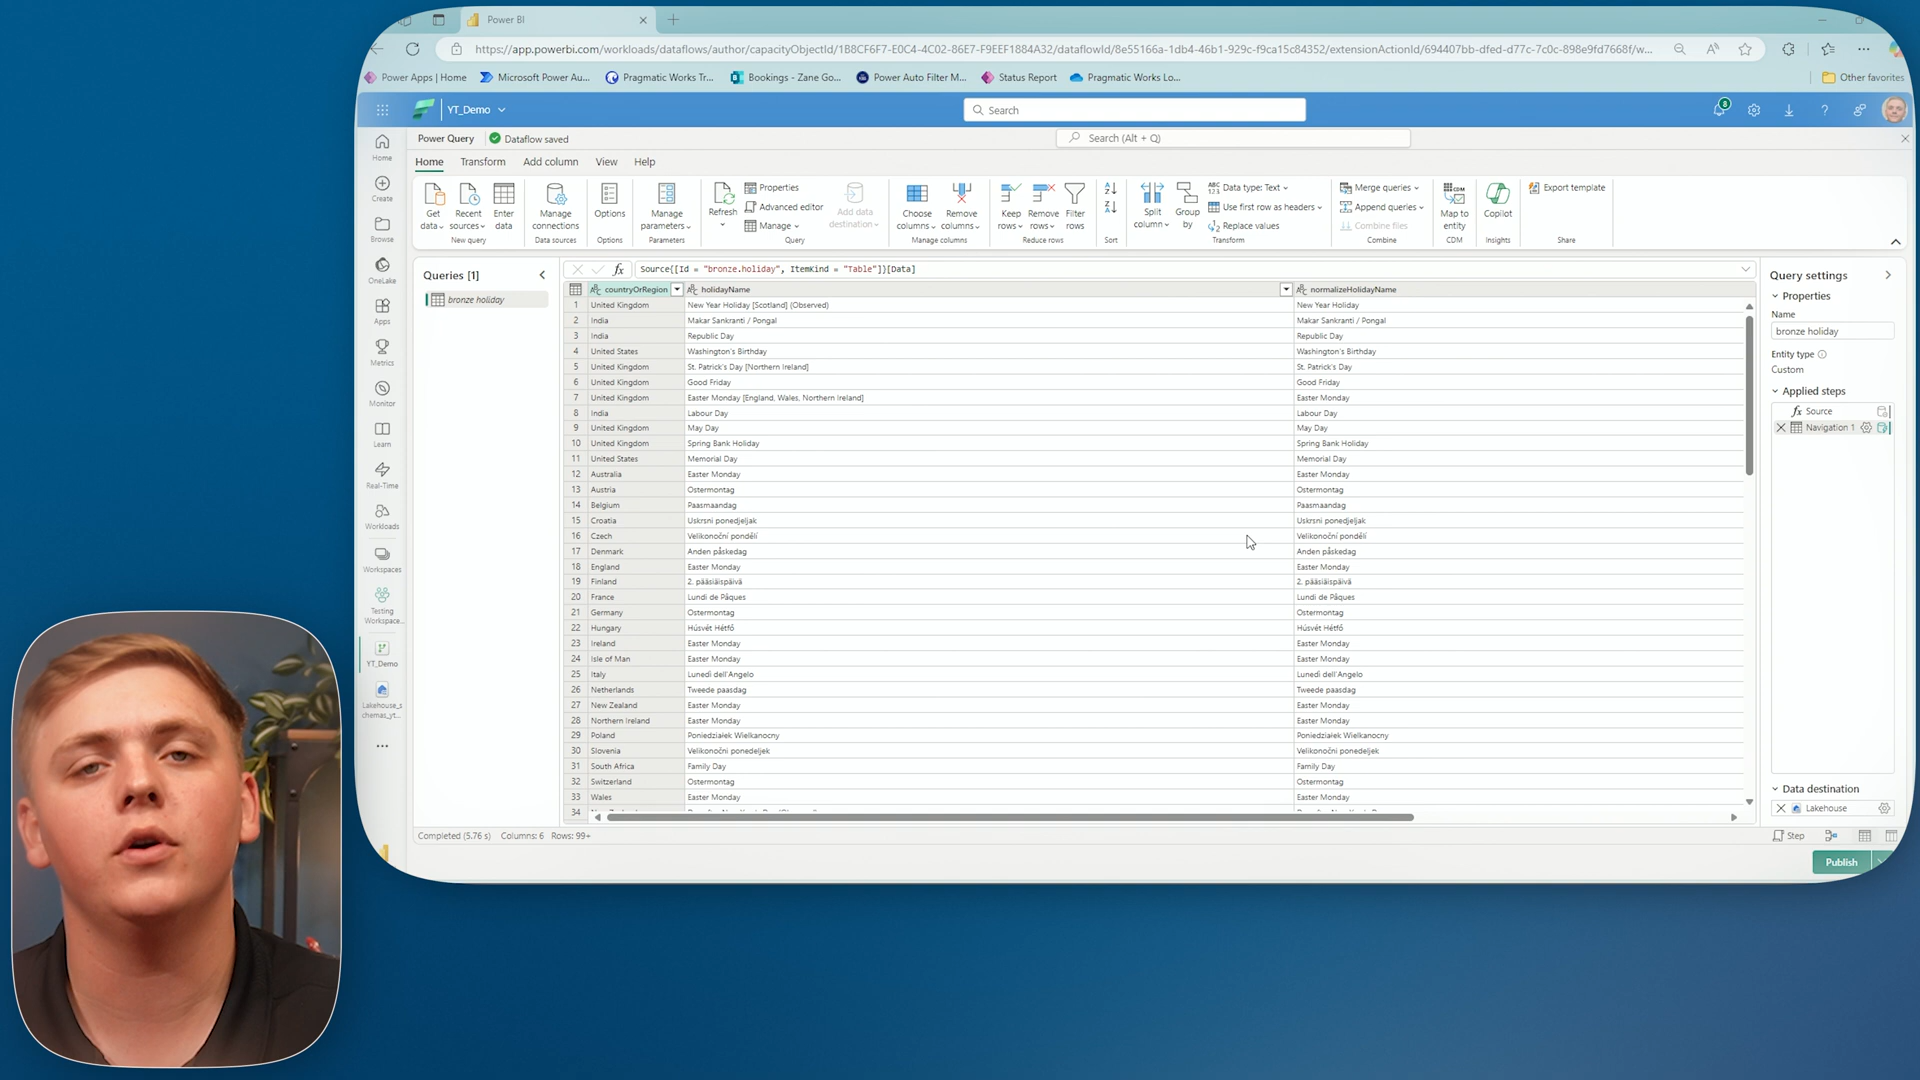 Power BI
https://app.powerbi.com/workloads/dataflows/author/capacityObjectId/1B8CF6F7-E0C4-4C02-86E7-F9EEF1884A32/dataflowId/8e55166a-1db4-46b1-929c-f9ca15c84352/extensionActionId/694407bb-dfed-d77c-7c0c-898e9fd7668f/w...
Power Apps | Home
Microsoft Power Au...
Pragmatic Works Tr...
Bookings - Zane Go...
Power Auto Filter M...
Status Report
Pragmatic Works Lo...
Other favorites
YT_Demo
Search
8
Power Query
Dataflow saved
Search (Alt + Q)
Home
Transform
Add column
View
Help
Get data
Recent sources
Enter data
New query
Manage connections
Data sources
Options
Options
Manage parameters
Parameters
Refresh
Properties
Advanced editor
Manage
Query
Add data destination
Choose columns
Remove columns
Manage columns
Keep rows
Remove rows
Filter rows
Reduce rows
Sort
Split column
Group by
Data type: Text
Use first row as headers
Replace values
Transform
Merge queries
Append queries
Combine files
Combine
Map to entity
CDM
Copilot
Insights
Export template
Share
Home
Create
Browse
OneLake
Apps
Metrics
Monitor
Learn
Real-Time
Workloads
Workspaces
Testing Workspace...
YT_Demo
Lakehouse_s chemas_yt...
Queries [1]
bronze holiday
Source{[Id = "bronze.holiday", ItemKind = "Table"]}[Data]
countryOrRegion holidayName normalizeHolidayName
1 United Kingdom New Year Holiday [Scotland] (Observed) New Year Holiday
2 India Makar Sankranti / Pongal Makar Sankranti / Pongal
3 India Republic Day Republic Day
4 United States Washington's Birthday Washington's Birthday
5 United Kingdom St. Patrick's Day [Northern Ireland] St. Patrick's Day
6 United Kingdom Good Friday Good Friday
7 United Kingdom Easter Monday [England, Wales, Northern Ireland] Easter Monday
8 India Labour Day Labour Day
9 United Kingdom May Day May Day
10 United Kingdom Spring Bank Holiday Spring Bank Holiday
11 United States Memorial Day Memorial Day
12 Australia Easter Monday Easter Monday
13 Austria Ostermontag Ostermontag
14 Belgium Paasmaandag Paasmaandag
15 Croatia Uskrsni ponedjeljak Uskrsni ponedjeljak
16 Czech Velikonoční pondělí Velikonoční pondělí
17 Denmark Anden påskedag Anden påskedag
18 England Easter Monday Easter Monday
19 Finland 2. pääsiäispäivä 2. pääsiäispäivä
20 France Lundi de Pâques Lundi de Pâques
21 Germany Ostermontag Ostermontag
22 Hungary Húsvét Hétfő Húsvét Hétfő
23 Ireland Easter Monday Easter Monday
24 Isle of Man Easter Monday Easter Monday
25 Italy Lunedì dell'Angelo Lunedì dell'Angelo
26 Netherlands Tweede paasdag Tweede paasdag
27 New Zealand Easter Monday Easter Monday
28 Northern Ireland Easter Monday Easter Monday
29 Poland Poniedziałek Wielkanocny Poniedziałek Wielkanocny
30 Slovenia Velikonočni ponedeljek Velikonočni ponedeljek
31 South Africa Family Day Family Day
32 Switzerland Ostermontag Ostermontag
33 Wales Easter Monday Easter Monday
34
Completed (5.76 s) Columns: 6 Rows: 99+
Query settings
Properties
Name
bronze holiday
Entity type
Custom
Applied steps
Source
Navigation 1
Data destination
Lakehouse
Step
Publish